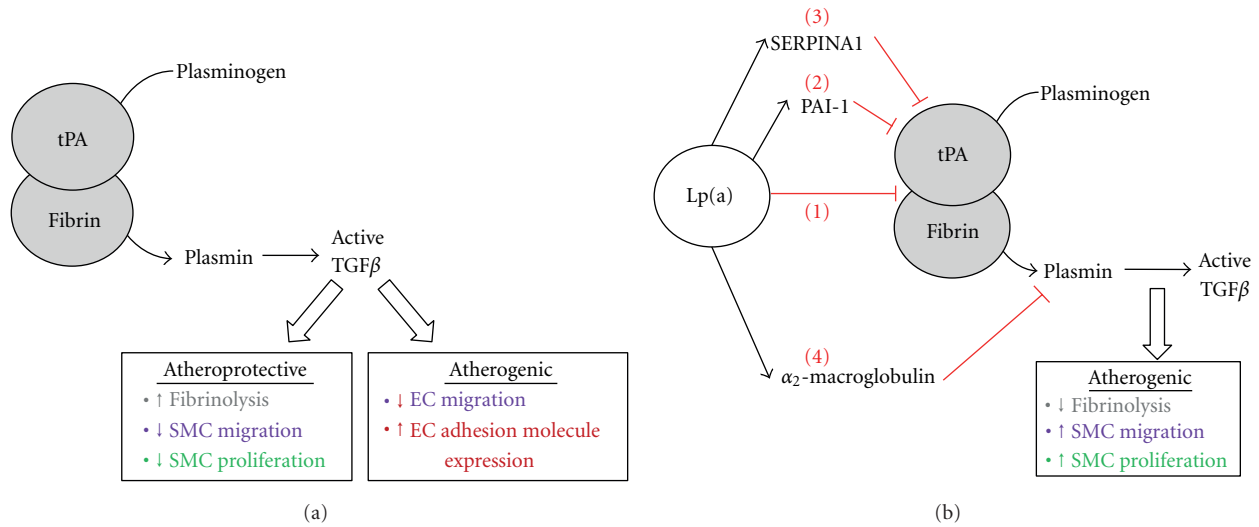 Plasminogen
tPA
Fibrin
Plasmin
Active
TGFβ
Atheroprotective
• ↑ Fibrinolysis
• ↓ SMC migration
• ↓ SMC proliferation
Atherogenic
• ↓ EC migration
• ↑ EC adhesion molecule
expression
(a)
(3)
SERPINA1
(2)
PAI-1
Plasminogen
tPA
Lp(a)
(1)
Fibrin
Plasmin
Active
TGFβ
(4)
α₂-macroglobulin
Atherogenic
• ↓ Fibrinolysis
• ↑ SMC migration
• ↑ SMC proliferation
(b)